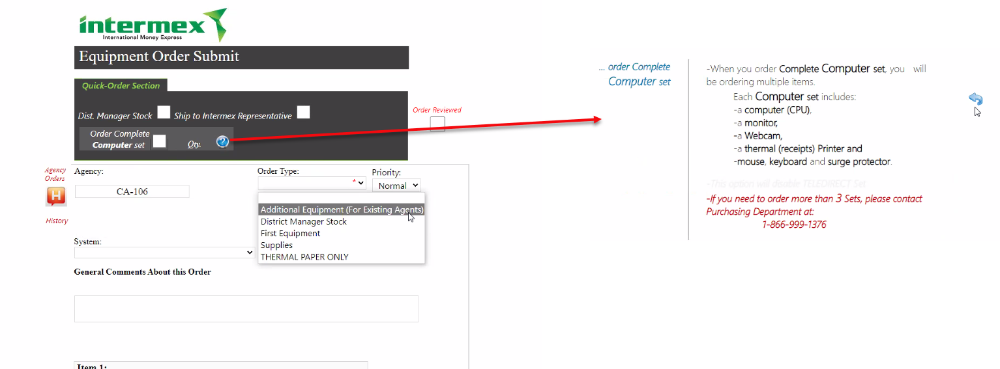 intermex
International Money Express
Equipment Order Submit
Quick-Order Section
Dist. Manager Stock
Ship to Intermex Representative
Order Reviewed
Order Complete
Computer set
Qty.
?
Agency
Orders
H
History
Agency:
CA-106
Order Type:
*
Priority:
Normal
Additional Equipment (For Existing Agents)
District Manager Stock
First Equipment
Supplies
THERMAL PAPER ONLY
System:
General Comments About this Order
Item 1:
... order Complete
Computer set
-When you order Complete Computer set, you will
be ordering multiple items.
Each Computer set includes:
-a computer (CPU),
-a monitor,
-a Webcam,
-a thermal (receipts) Printer and
-mouse, keyboard and surge protector.
-This option will disable TELEDIRECT Set
-If you need to order more than 3 Sets, please contact
Purchasing Department at:
1-866-999-1376